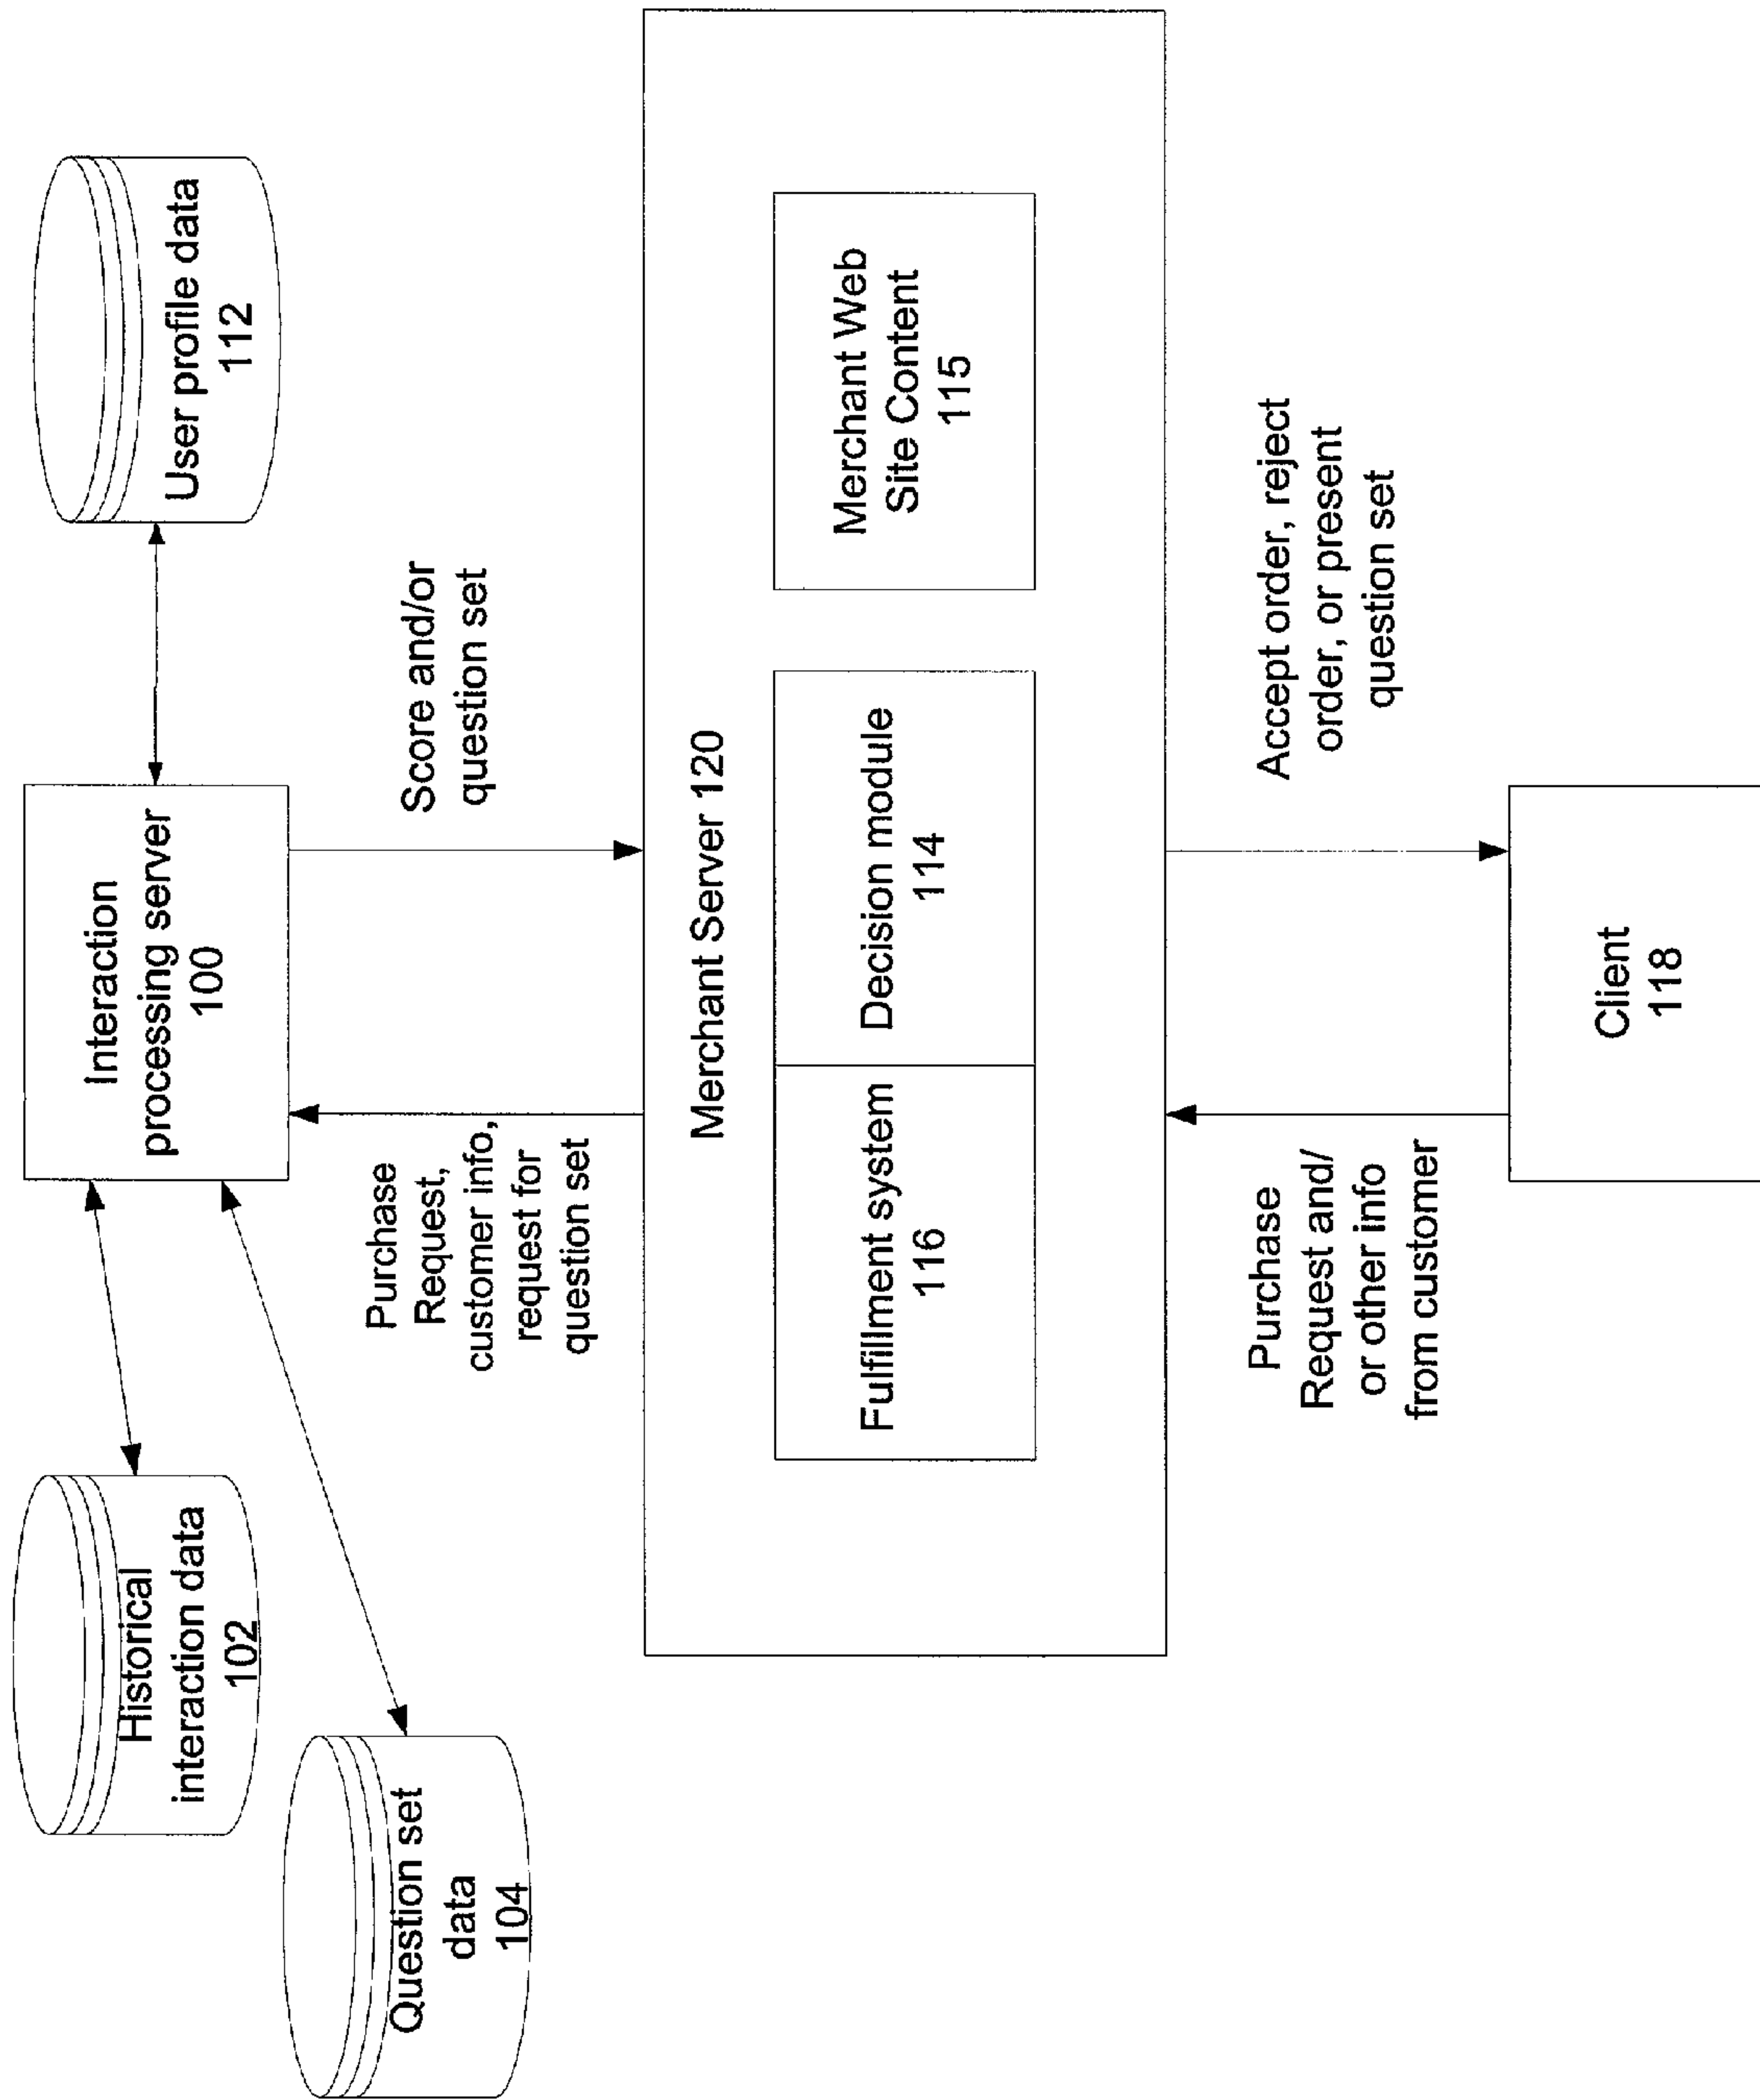 Historical
interaction data
102
Question set
data
104
Interaction
processing server
100
User profile data
112
Purchase
Request,
customer info,
request for
question set
Score and/or
question set
Merchant Server 120
Fulfillment system
116
Decision module
114
Merchant Web
Site Content
115
Purchase
Request and/
or other info
from customer
Accept order, reject
order, or present
question set
Client
118